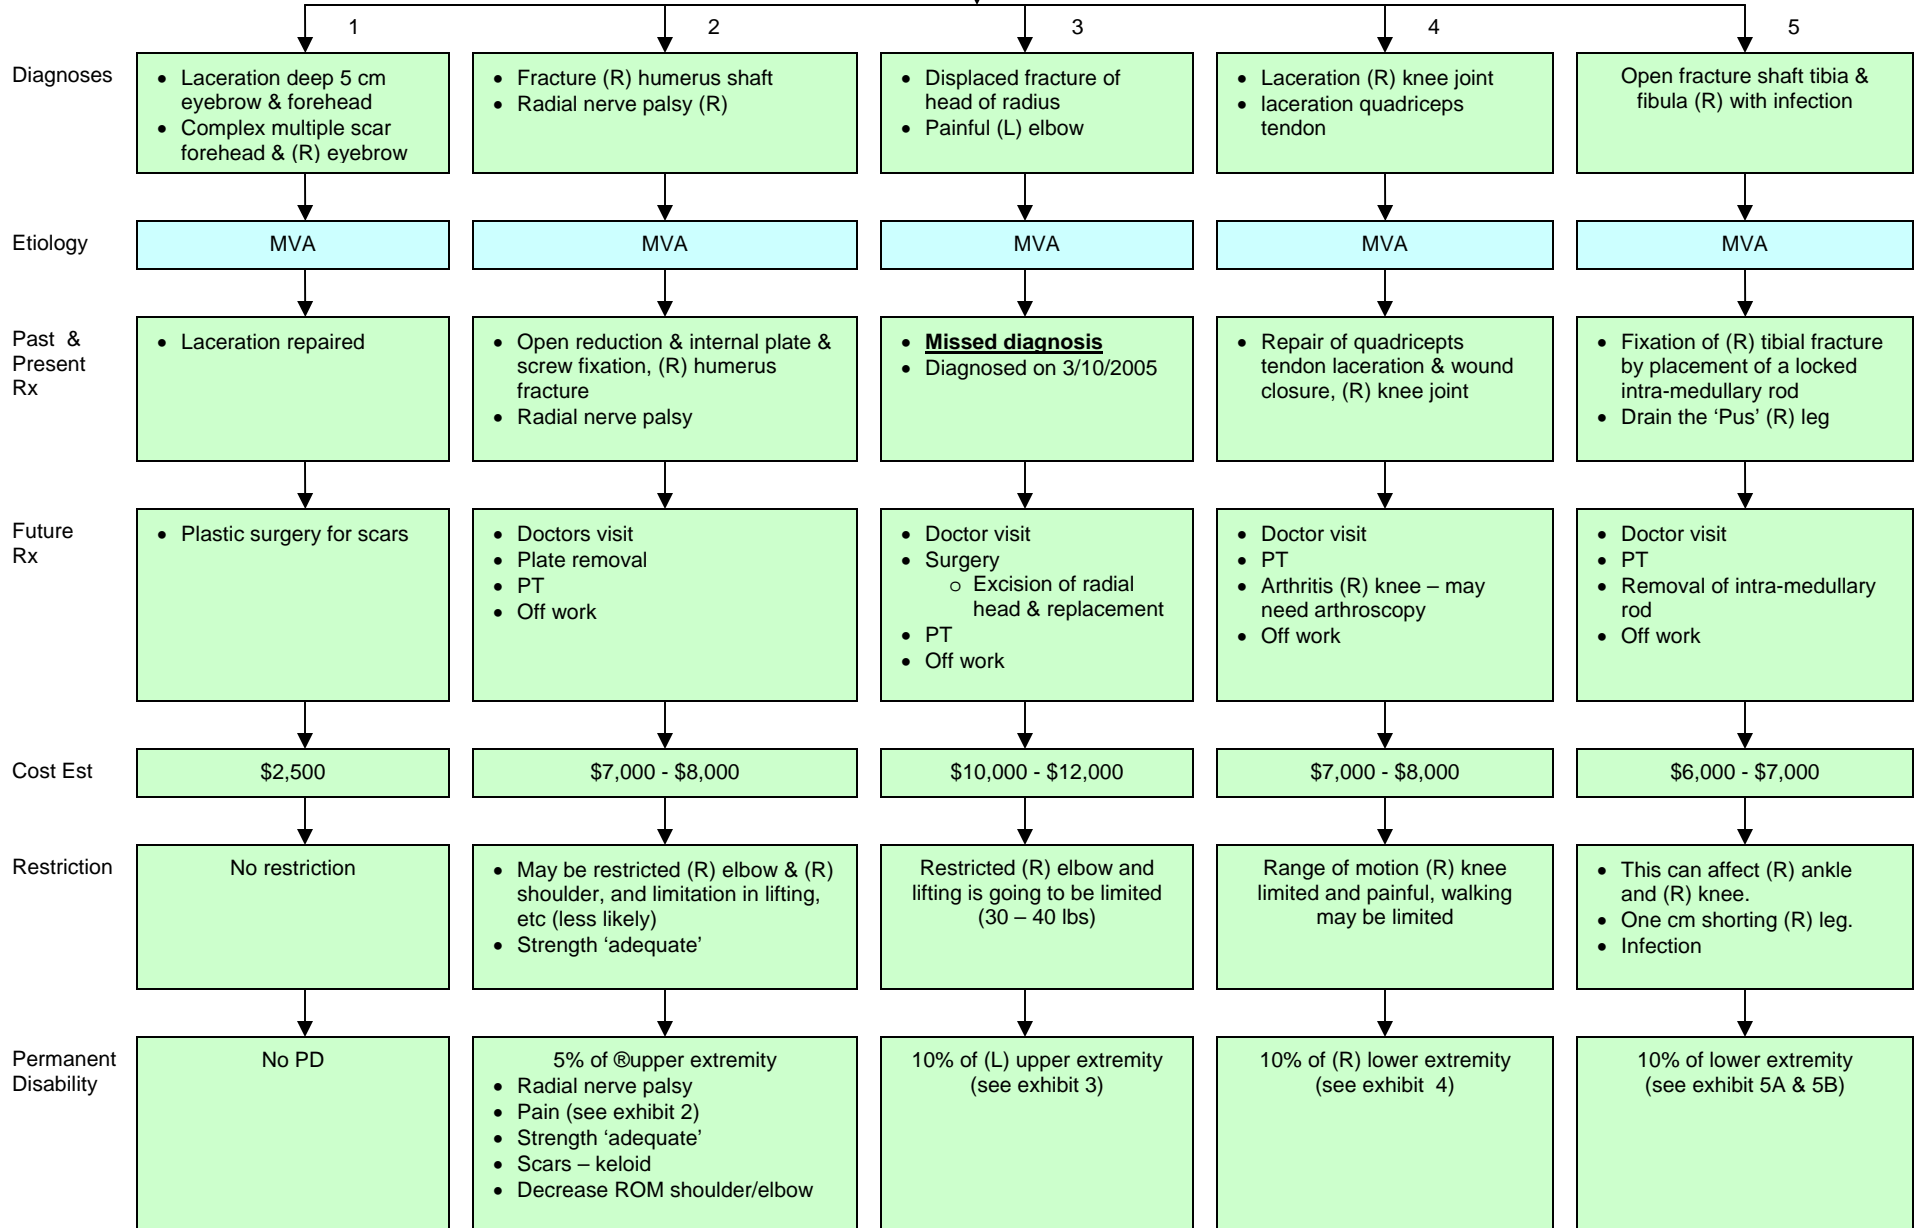 1
2
3
4
5
Diagnoses
• Laceration deep 5 cm
eyebrow & forehead
• Complex multiple scar
forehead & (R) eyebrow
• Fracture (R) humerus shaft
• Radial nerve palsy (R)
• Displaced fracture of
head of radius
• Painful (L) elbow
• Laceration (R) knee joint
• laceration quadriceps
tendon
Open fracture shaft tibia &
fibula (R) with infection
Etiology
MVA
MVA
MVA
MVA
MVA
Past &
Present
Rx
• Laceration repaired
• Open reduction & internal plate &
screw fixation, (R) humerus
fracture
• Radial nerve palsy
• Missed diagnosis
• Diagnosed on 3/10/2005
• Repair of quadricepts
tendon laceration & wound
closure, (R) knee joint
• Fixation of (R) tibial fracture
by placement of a locked
intra-medullary rod
• Drain the ‘Pus’ (R) leg
Future
Rx
• Plastic surgery for scars
• Doctors visit
• Plate removal
• PT
• Off work
• Doctor visit
• Surgery
o Excision of radial
head & replacement
• PT
• Off work
• Doctor visit
• PT
• Arthritis (R) knee – may
need arthroscopy
• Off work
• Doctor visit
• PT
• Removal of intra-medullary
rod
• Off work
Cost Est
$2,500
$7,000 - $8,000
$10,000 - $12,000
$7,000 - $8,000
$6,000 - $7,000
Restriction
No restriction
• May be restricted (R) elbow & (R)
shoulder, and limitation in lifting,
etc (less likely)
• Strength ‘adequate’
Restricted (R) elbow and
lifting is going to be limited
(30 – 40 lbs)
Range of motion (R) knee
limited and painful, walking
may be limited
• This can affect (R) ankle
and (R) knee.
• One cm shorting (R) leg.
• Infection
Permanent
Disability
No PD
5% of ®upper extremity
• Radial nerve palsy
• Pain (see exhibit 2)
• Strength ‘adequate’
• Scars – keloid
• Decrease ROM shoulder/elbow
10% of (L) upper extremity
(see exhibit 3)
10% of (R) lower extremity
(see exhibit 4)
10% of lower extremity
(see exhibit 5A & 5B)